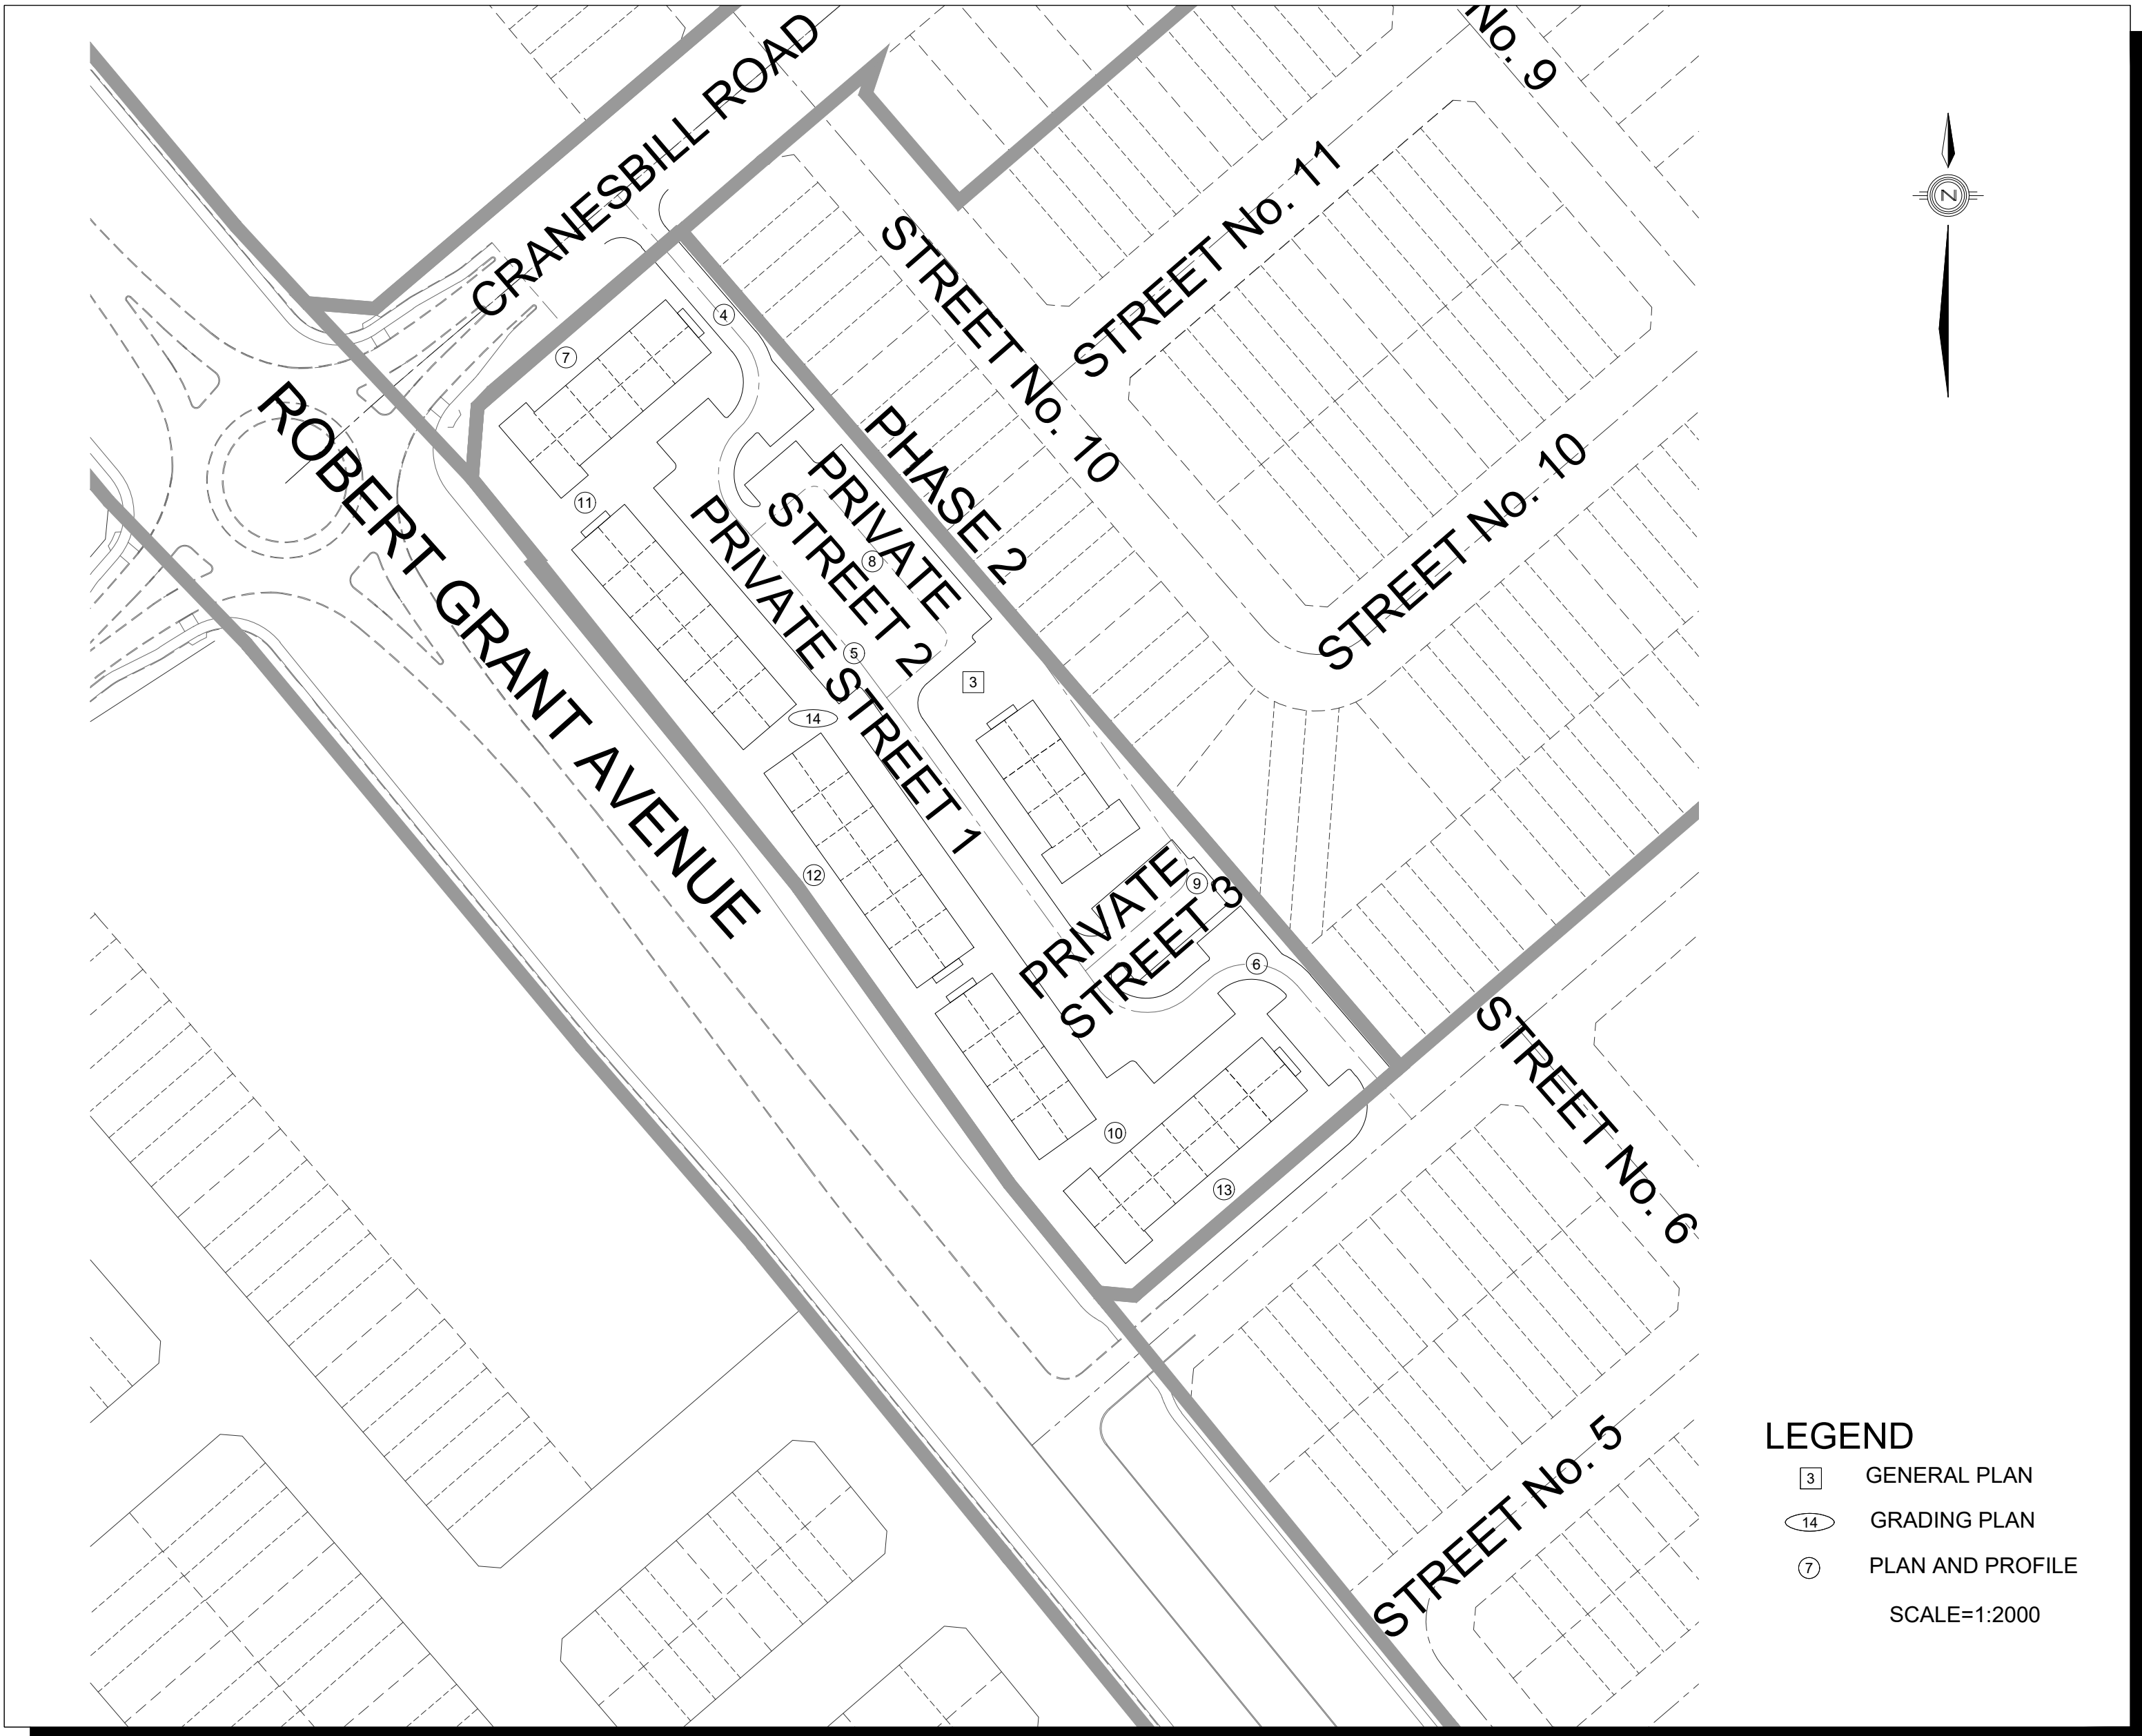 No. 9
CRANESBILL ROAD
STREET No. 11
N
STREET No. 10
4
7
ROBERT GRANT AVENUE
PHASE 2
STREET No. 10
11
PRIVATE
STREET 2
8
PRIVATE STREET 1
5
3
14
12
PRIVATE
STREET 3
9
6
STREET No. 6
10
13
STREET No. 5
LEGEND
3 GENERAL PLAN
14 GRADING PLAN
7 PLAN AND PROFILE
SCALE=1:2000